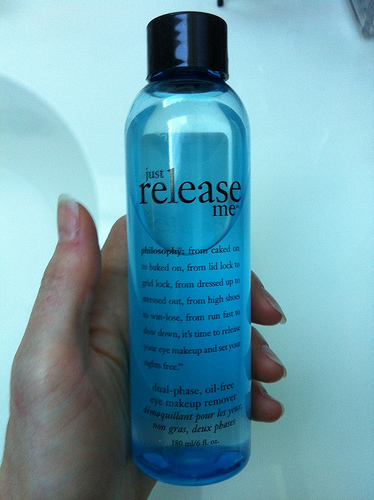 just
release
me™
philosophy: from caked on
to baked on, from lid lock to
grid lock, from dressed up to
stressed out, from high shoes
to win-lose, from run fast to
slow down, it's time to release
your eye makeup and set your
sights free.™
dual-phase, oil-free
eye makeup remover
démaquillant pour les yeux,
non gras, deux phases
180 ml/6 fl. oz.